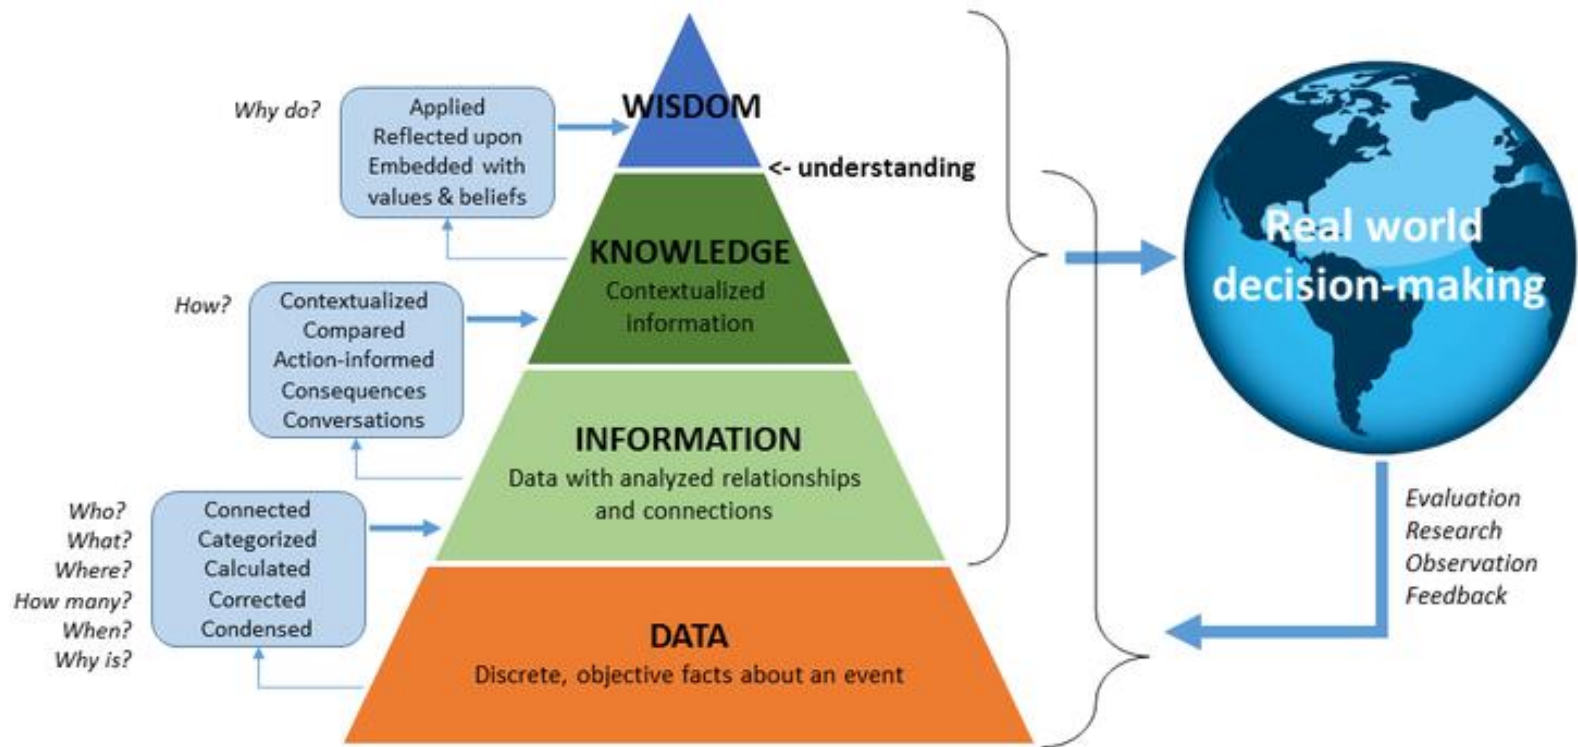 WISDOM
<- understanding
Why do?
Applied
Reflected upon
Embedded with
values & beliefs
KNOWLEDGE
Contextualized
information
How?
Contextualized
Compared
Action-informed
Consequences
Conversations
INFORMATION
Data with analyzed relationships
and connections
Who?
What?
Where?
How many?
When?
Why is?
Connected
Categorized
Calculated
Corrected
Condensed
DATA
Discrete, objective facts about an event
Real world
decision-making
Evaluation
Research
Observation
Feedback